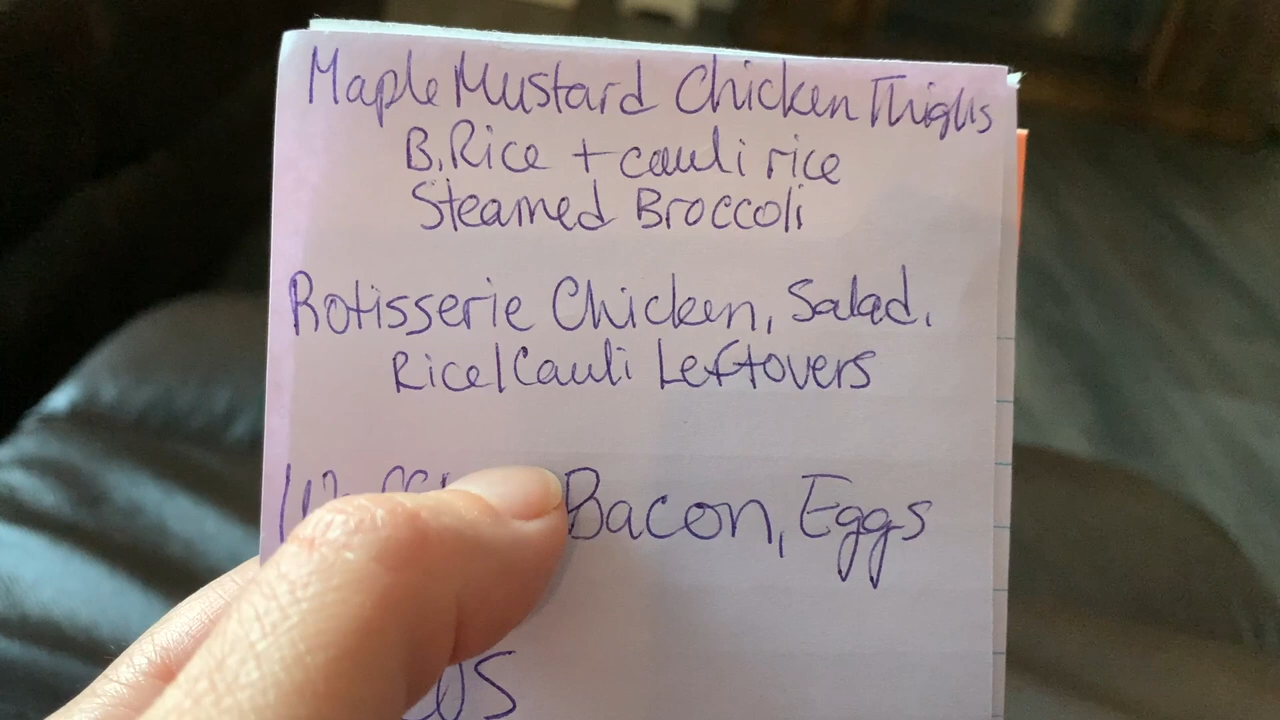 Maple Mustard Chicken Thighs
B. Rice + cauli rice
Steamed Broccoli
Rotisserie Chicken, Salad,
Rice/Cauli Leftovers
Bacon, Eggs